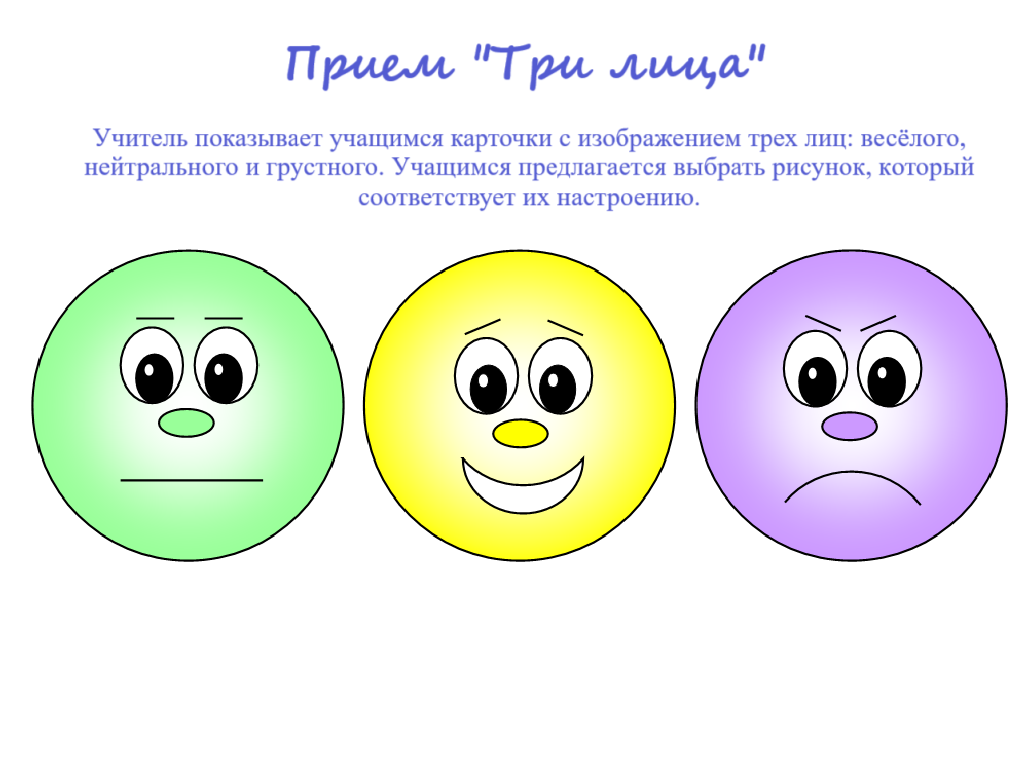 Прием "Три лица"
Учитель показывает учащимся карточки с изображением трех лиц: весёлого,
нейтрального и грустного. Учащимся предлагается выбрать рисунок, который
соответствует их настроению.